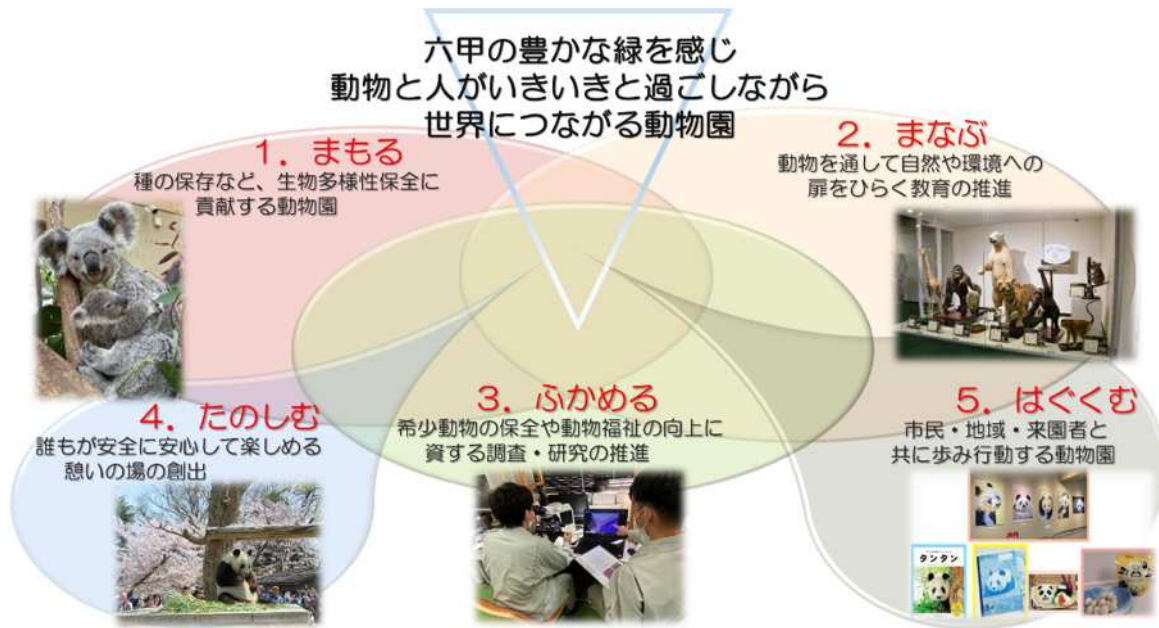 六甲の豊かな緑を感じ
動物と人がいきいきと過ごしながら
世界につながる動物園
１．まもる
種の保存など、生物多様性保全に
貢献する動物園
２．まなぶ
動物を通して自然や環境への
扉をひらく教育の推進
３．ふかめる
希少動物の保全や動物福祉の向上に
資する調査・研究の推進
４．たのしむ
誰もが安全に安心して楽しめる
憩いの場の創出
５．はぐくむ
市民・地域・来園者と
共に歩み行動する動物園
タンタン